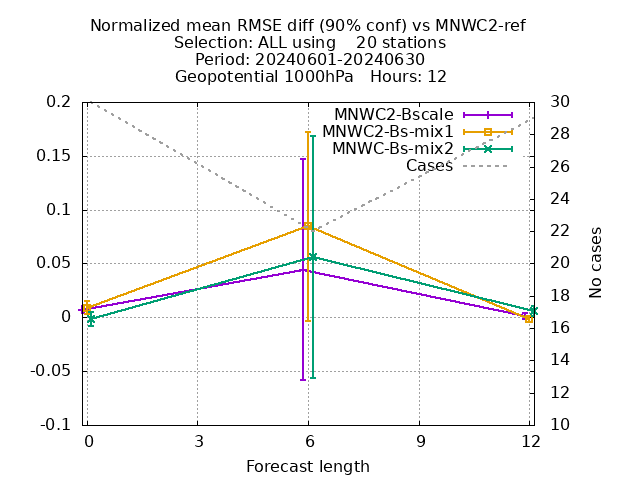 Normalized mean RMSE diff (90% conf) vs MNWC2-ref
Selection: ALL using    20 stations
Period: 20240601-20240630
Geopotential 1000hPa   Hours: 12
MNWC2-Bscale
MNWC2-Bs-mix1
MNWC-Bs-mix2
Cases
0.2
0.15
0.1
0.05
0
-0.05
-0.1
30
28
26
24
22
20
18
16
14
12
10
No cases
0 3 6 9 12
Forecast length